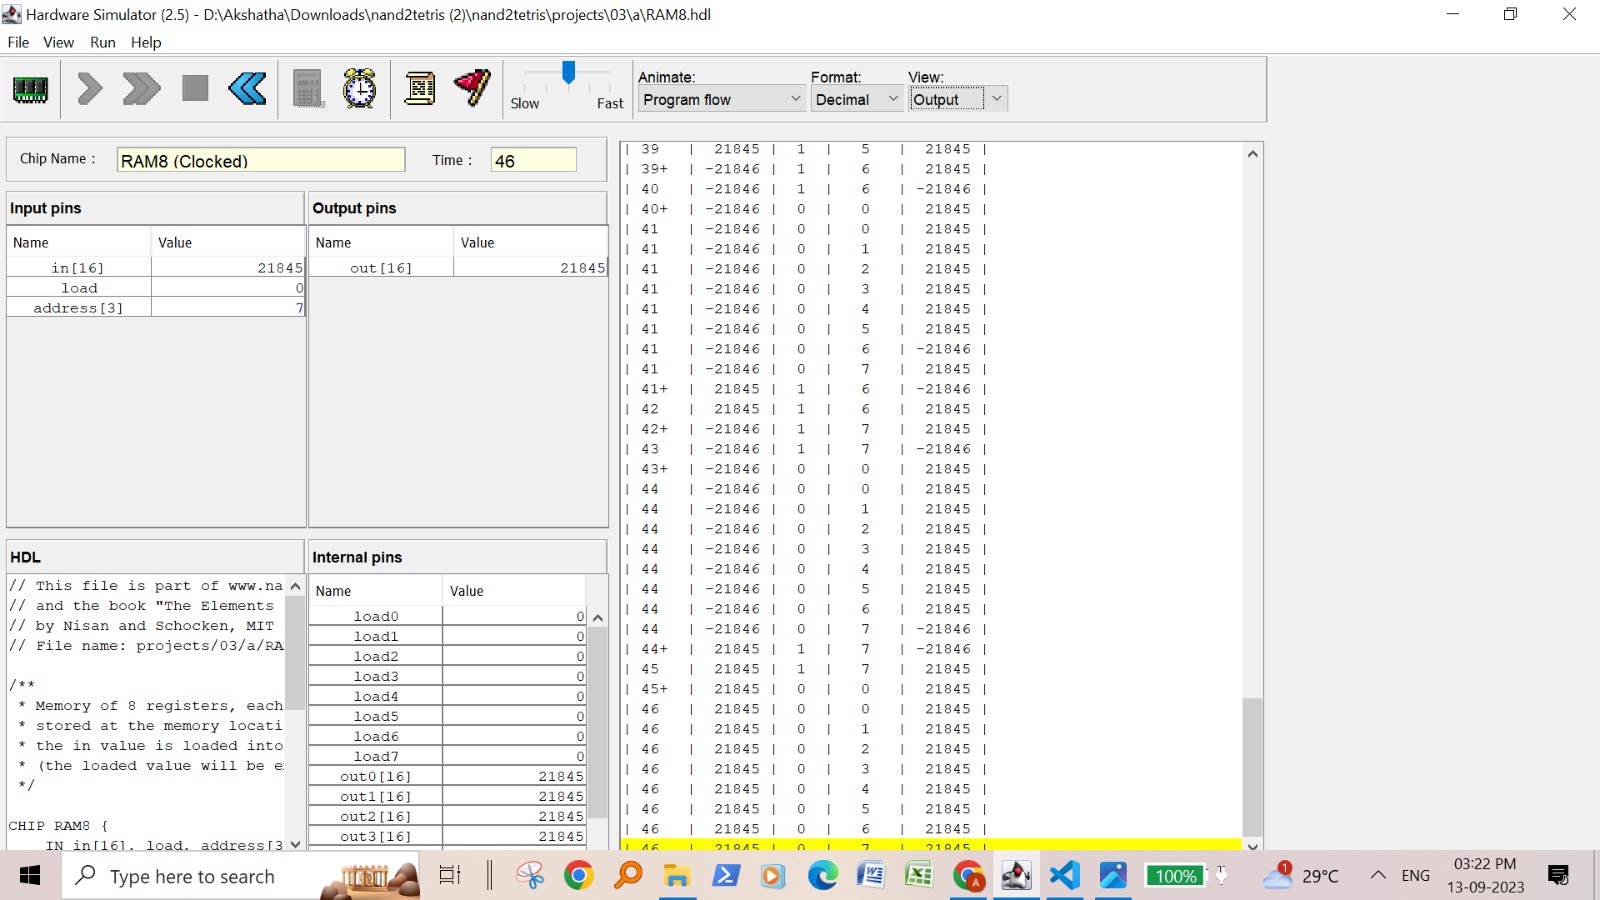 Hardware Simulator (2.5) - D:\Akshatha\Downloads\nand2tetris (2)\nand2tetris\projects\03\a\RAM8.hdl
File View Run Help
Slow Fast
Animate:
Program flow
Format:
Decimal
View:
Output
Chip Name : RAM8 (Clocked) Time : 46
Input pins
Name Value
in[16] 21845
load 0
address[3] 7
Output pins
Name Value
out[16] 21845
HDL
// This file is part of www.na
// and the book "The Elements
// by Nisan and Schocken, MIT
// File name: projects/03/a/RA
/**
* Memory of 8 registers, each
* stored at the memory locati
* the in value is loaded into
* (the loaded value will be e
*/
CHIP RAM8 {
IN in[16], load, address[3
Internal pins
Name Value
load0 0
load1 0
load2 0
load3 0
load4 0
load5 0
load6 0
load7 0
out0[16] 21845
out1[16] 21845
out2[16] 21845
out3[16] 21845
| 39 | 21845 | 1 | 5 | 21845 |
| 39+ | -21846 | 1 | 6 | 21845 |
| 40 | -21846 | 1 | 6 | -21846 |
| 40+ | -21846 | 0 | 0 | 21845 |
| 41 | -21846 | 0 | 0 | 21845 |
| 41 | -21846 | 0 | 1 | 21845 |
| 41 | -21846 | 0 | 2 | 21845 |
| 41 | -21846 | 0 | 3 | 21845 |
| 41 | -21846 | 0 | 4 | 21845 |
| 41 | -21846 | 0 | 5 | 21845 |
| 41 | -21846 | 0 | 6 | -21846 |
| 41 | -21846 | 0 | 7 | 21845 |
| 41+ | 21845 | 1 | 6 | -21846 |
| 42 | 21845 | 1 | 6 | 21845 |
| 42+ | -21846 | 1 | 7 | 21845 |
| 43 | -21846 | 1 | 7 | -21846 |
| 43+ | -21846 | 0 | 0 | 21845 |
| 44 | -21846 | 0 | 0 | 21845 |
| 44 | -21846 | 0 | 1 | 21845 |
| 44 | -21846 | 0 | 2 | 21845 |
| 44 | -21846 | 0 | 3 | 21845 |
| 44 | -21846 | 0 | 4 | 21845 |
| 44 | -21846 | 0 | 5 | 21845 |
| 44 | -21846 | 0 | 6 | 21845 |
| 44 | -21846 | 0 | 7 | -21846 |
| 44+ | 21845 | 1 | 7 | -21846 |
| 45 | 21845 | 1 | 7 | 21845 |
| 45+ | 21845 | 0 | 0 | 21845 |
| 46 | 21845 | 0 | 0 | 21845 |
| 46 | 21845 | 0 | 1 | 21845 |
| 46 | 21845 | 0 | 2 | 21845 |
| 46 | 21845 | 0 | 3 | 21845 |
| 46 | 21845 | 0 | 4 | 21845 |
| 46 | 21845 | 0 | 5 | 21845 |
| 46 | 21845 | 0 | 6 | 21845 |
| 46 | 21845 | 0 | 7 | 21845 |
Type here to search
100%
1
29°C
ENG
03:22 PM
13-09-2023